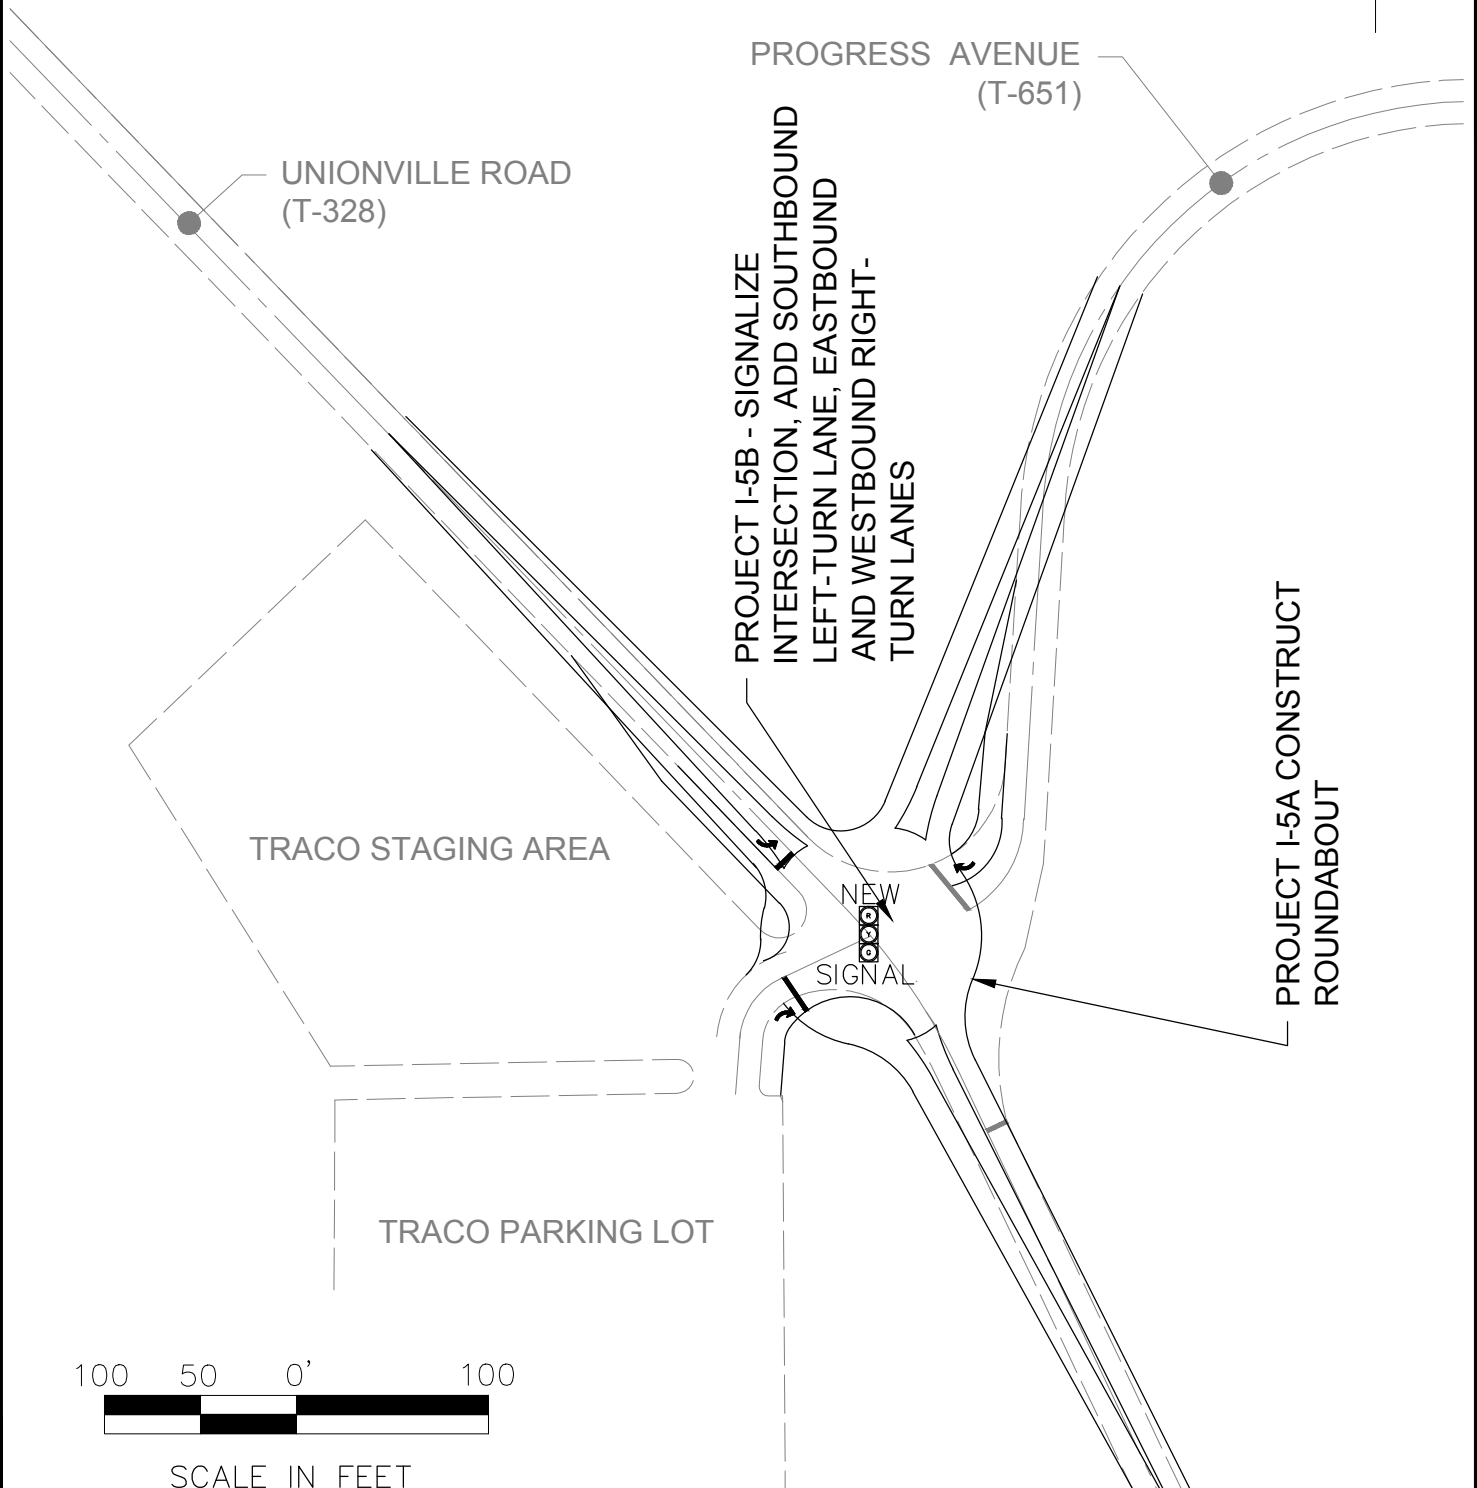 PROGRESS AVENUE
(T-651)
UNIONVILLE ROAD
(T-328)
PROJECT I-5B - SIGNALIZE
INTERSECTION, ADD SOUTHBOUND
LEFT-TURN LANE, EASTBOUND
AND WESTBOUND RIGHT-
TURN LANES
PROJECT I-5A CONSTRUCT
ROUNDABOUT
TRACO STAGING AREA
NEW
R
Y
G
SIGNAL
TRACO PARKING LOT
100 50 0' 100
SCALE IN FEET